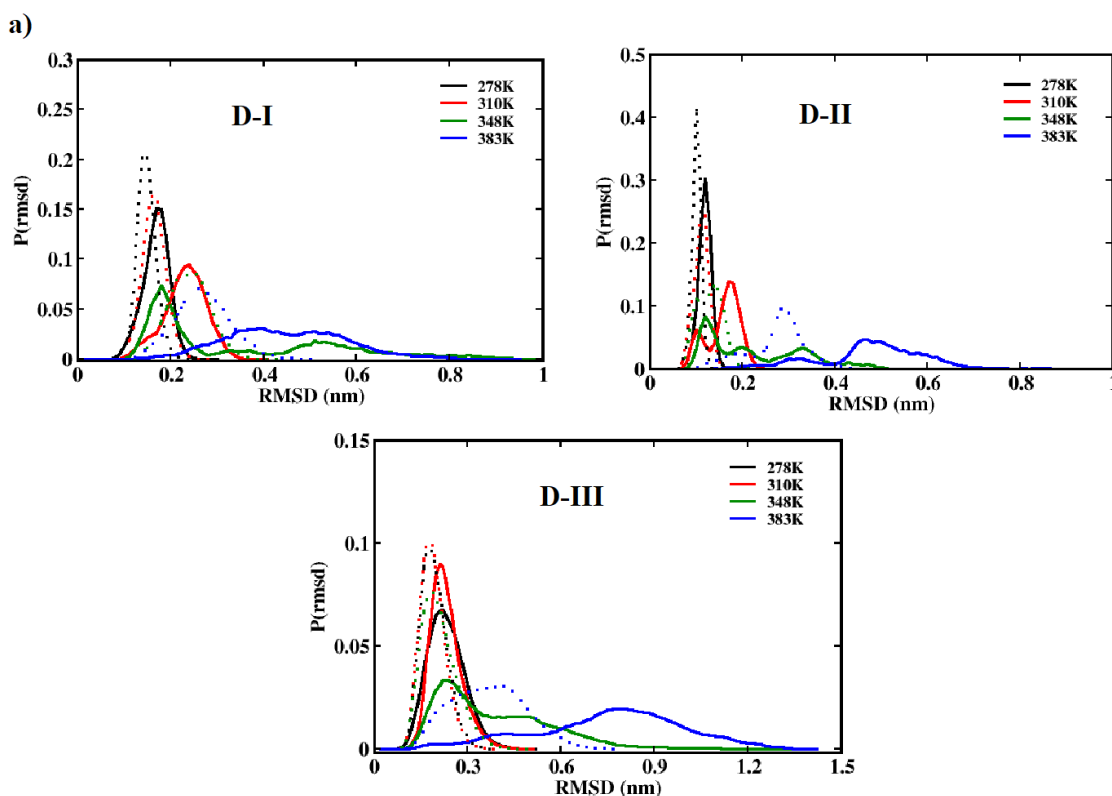 a)
0.3
0.25
0.2
0.15
0.1
0.05
0
P(rmsd)
D-I
278K
310K
348K
383K
0 0.2 0.4 0.6 0.8 1
RMSD (nm)
0.5
0.4
0.3
0.2
0.1
0
P(rmsd)
D-II
278K
310K
348K
383K
0 0.2 0.4 0.6 0.8 1
RMSD (nm)
0.15
0.1
0.05
0
P(rmsd)
D-III
278K
310K
348K
383K
0 0.3 0.6 0.9 1.2 1.5
RMSD (nm)